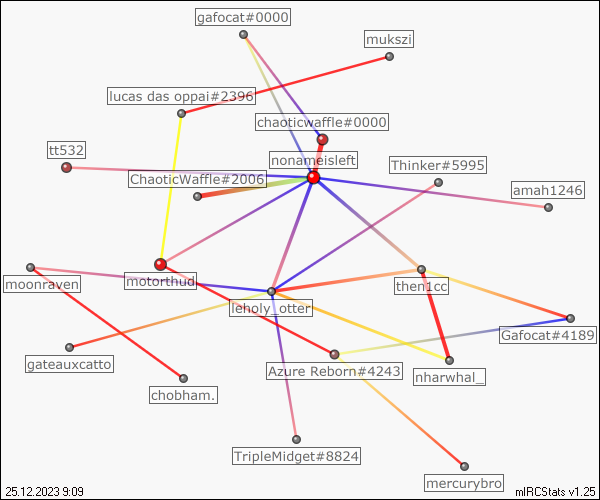 gafocat#0000
mukszi
lucas das oppai#2396
chaoticwaffle#0000
tt532
nonameisleft
Thinker#5995
ChaoticWaffle#2006
amah1246
moonraven
motorthud
then1cc
leholy_otter
Gafocat#4189
gateauxcatto
Azure Reborn#4243
nharwhal_
chobham.
TripleMidget#8824
mercurybro
25.12.2023 9:09
mIRCStats v1.25